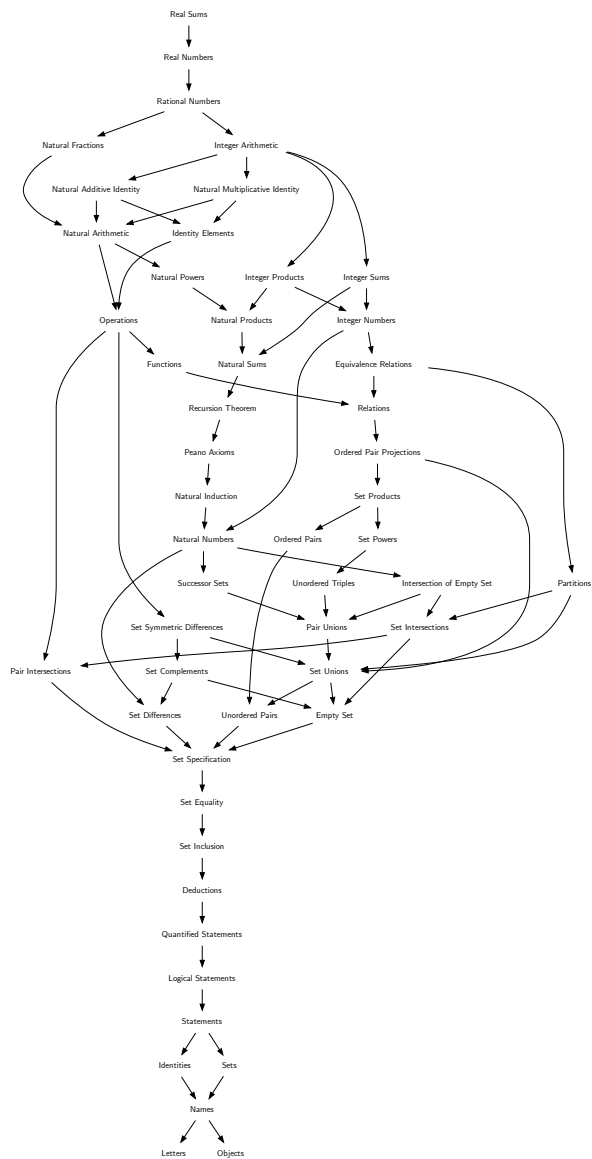 Real Sums
Real Numbers
Rational Numbers
Natural Fractions
Integer Arithmetic
Natural Additive Identity
Natural Multiplicative Identity
Natural Arithmetic
Identity Elements
Natural Powers
Integer Products
Integer Sums
Operations
Natural Products
Integer Numbers
Functions
Natural Sums
Equivalence Relations
Recursion Theorem
Relations
Peano Axioms
Ordered Pair Projections
Natural Induction
Set Products
Natural Numbers
Ordered Pairs
Set Powers
Successor Sets
Unordered Triples
Intersection of Empty Set
Partitions
Set Symmetric Differences
Pair Unions
Set Intersections
Pair Intersections
Set Complements
Set Unions
Set Differences
Unordered Pairs
Empty Set
Set Specification
Set Equality
Set Inclusion
Deductions
Quantified Statements
Logical Statements
Statements
Identities
Sets
Names
Letters
Objects